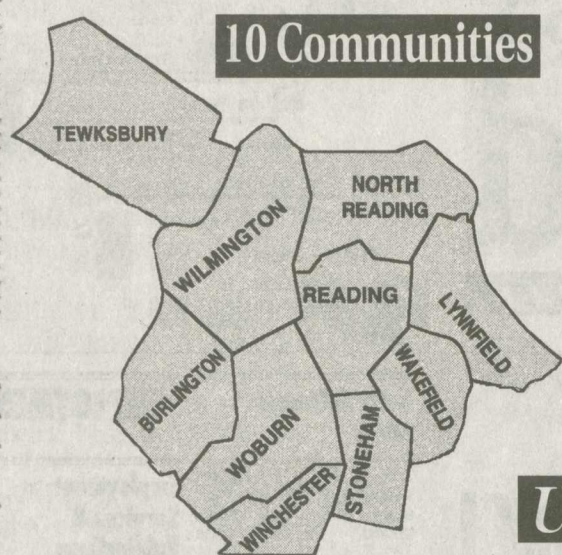 10 Communities
TEWKSBURY
NORTH
READING
WILMINGTON
READING
LYNNFIELD
BURLINGTON
WAKEFIELD
WOBURN
STONEHAM
WINCHESTER
U